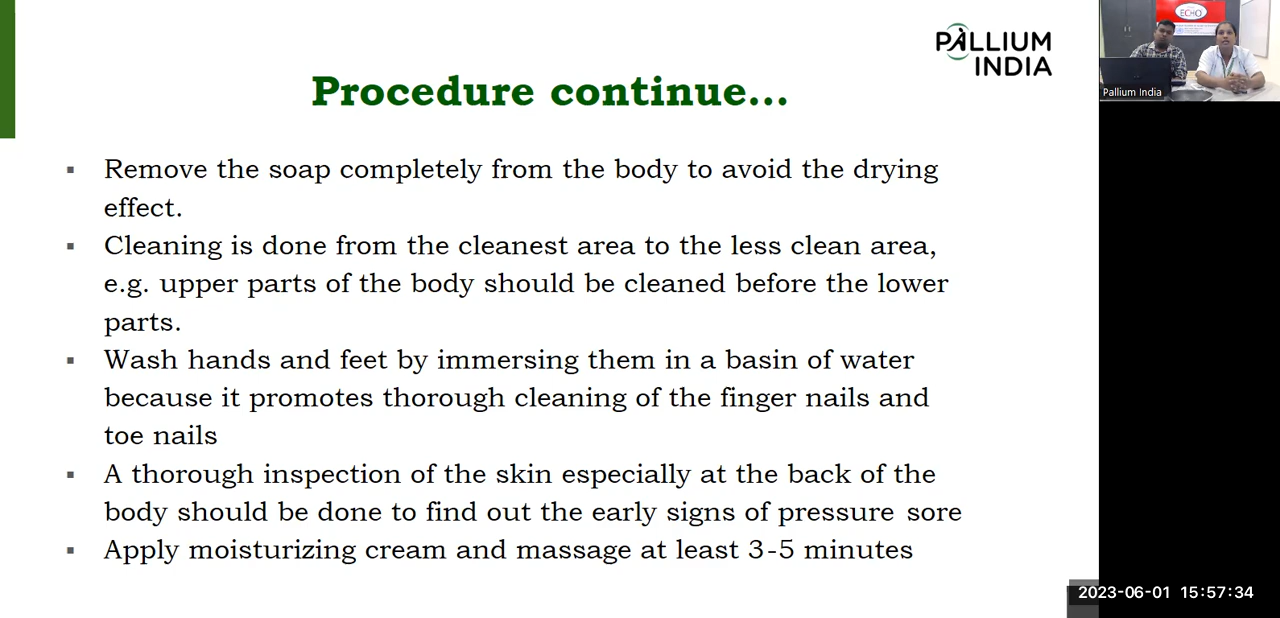 PALLIUM
INDIA
ECHO
Pallium India
Procedure continue...
▪ Remove the soap completely from the body to avoid the drying
effect.
▪ Cleaning is done from the cleanest area to the less clean area,
e.g. upper parts of the body should be cleaned before the lower
parts.
▪ Wash hands and feet by immersing them in a basin of water
because it promotes thorough cleaning of the finger nails and
toe nails
▪ A thorough inspection of the skin especially at the back of the
body should be done to find out the early signs of pressure sore
▪ Apply moisturizing cream and massage at least 3-5 minutes
2023-06-01 15:57:34